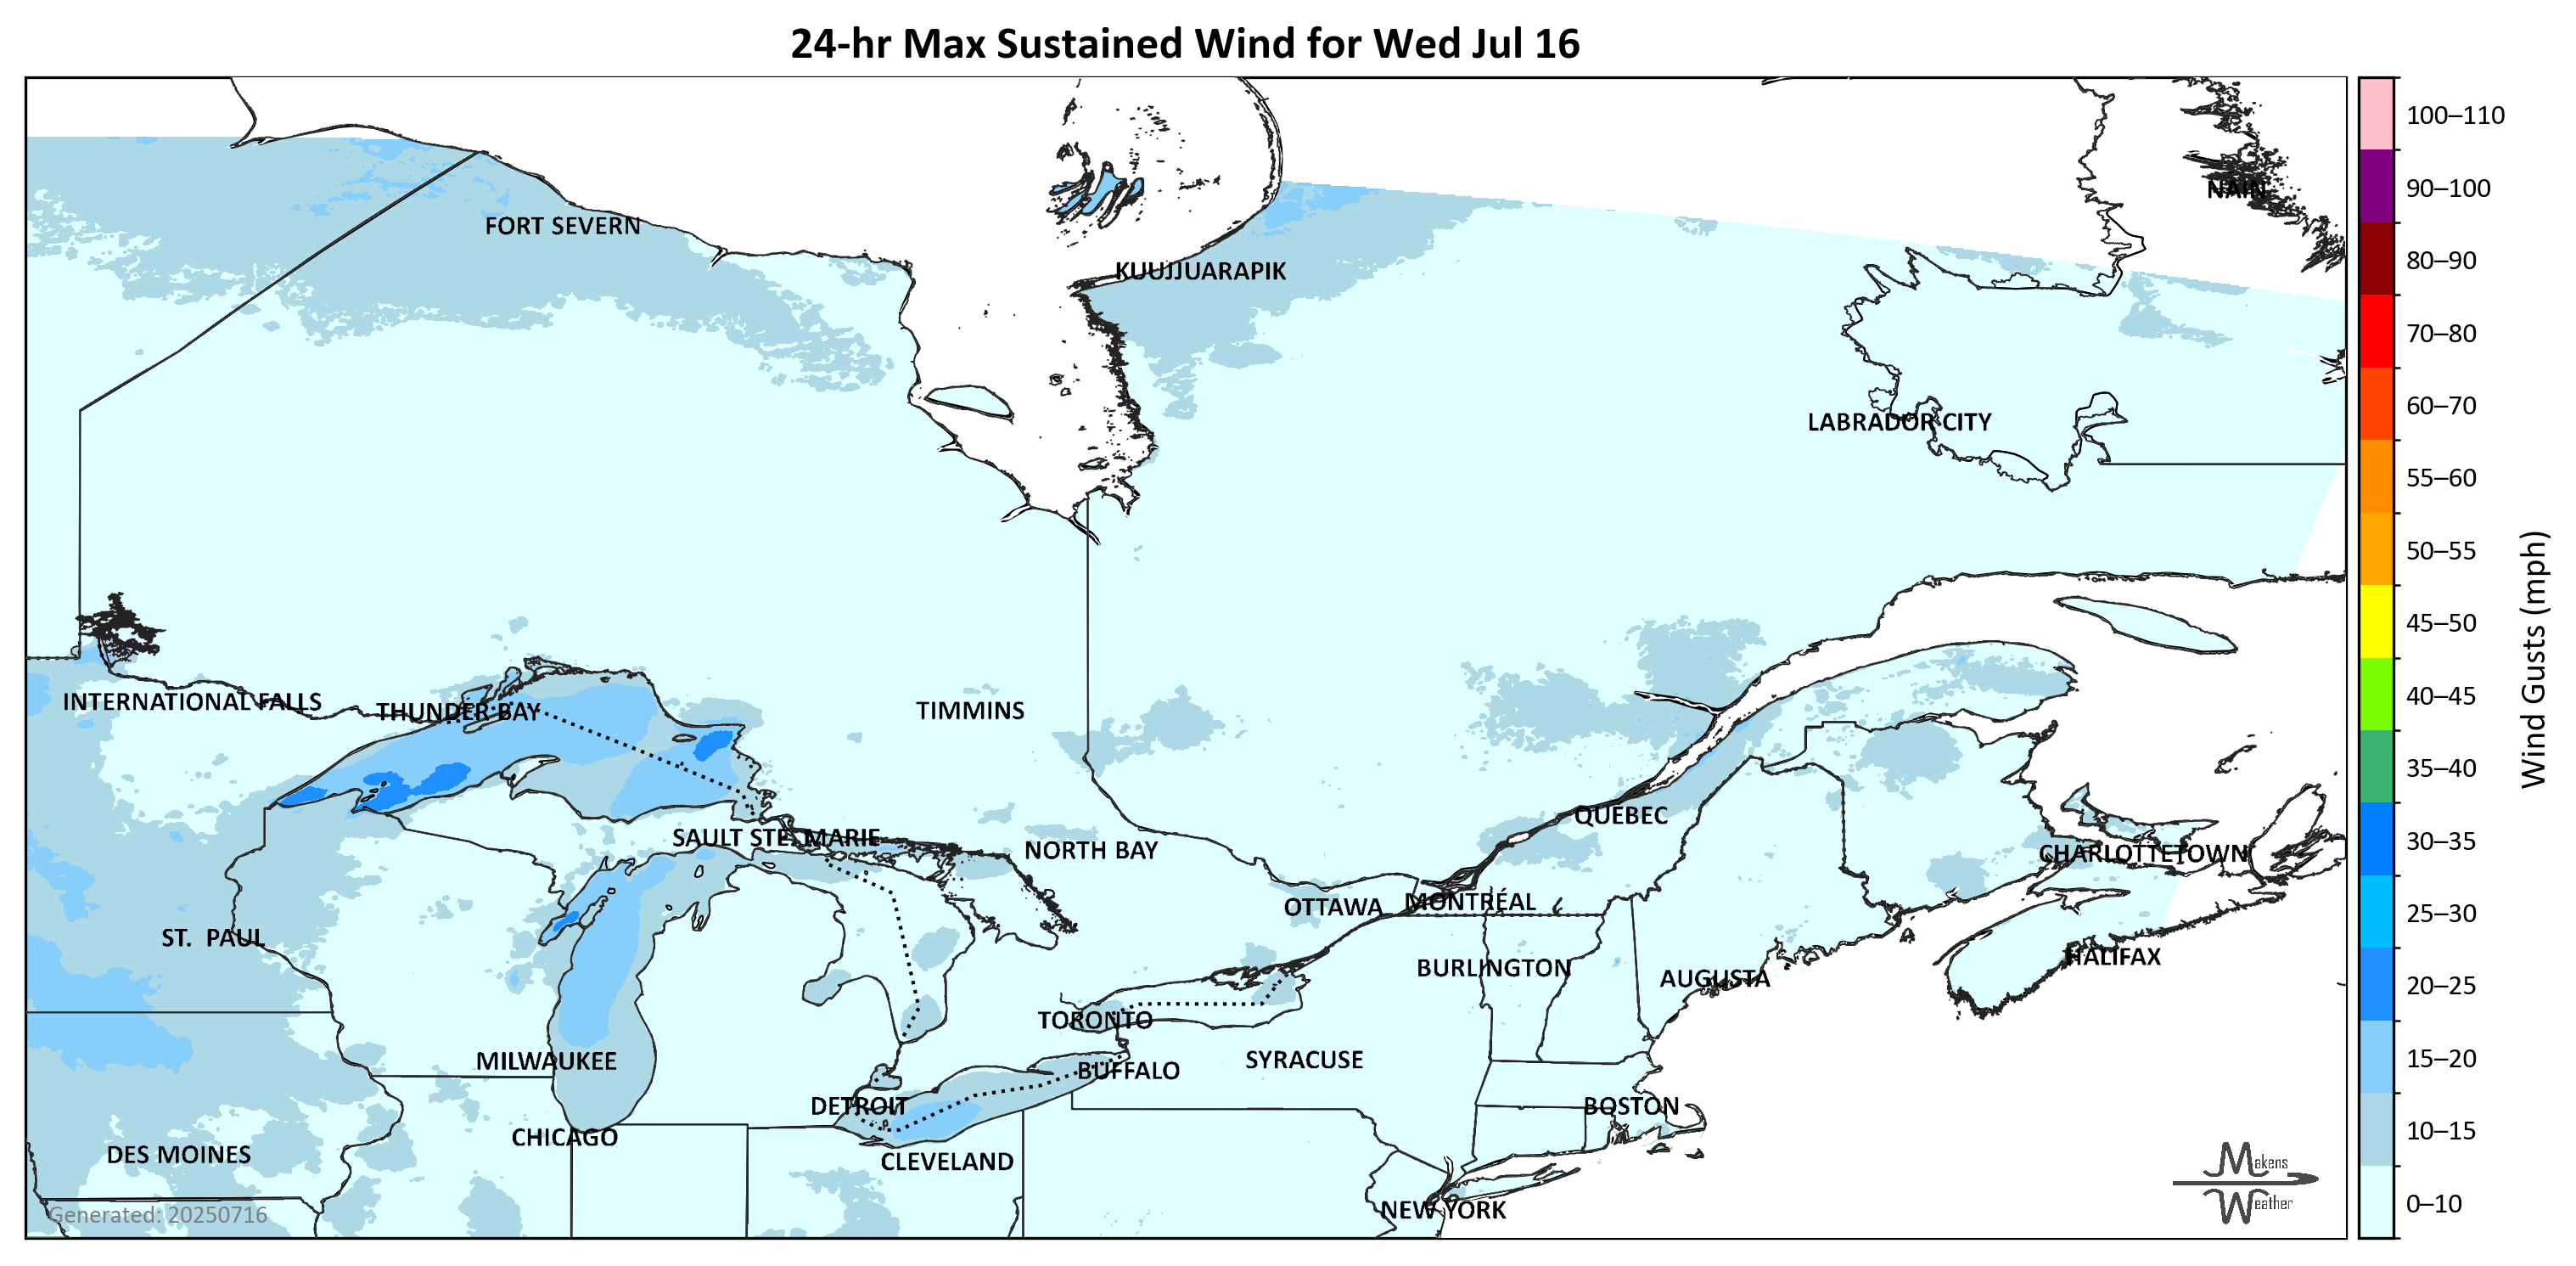 24-hr Max Sustained Wind for Wed Jul 16
100–110
90–100
NAIN
FORT SEVERN
80–90
KUUJJUARAPIK
70–80
60–70
LABRADOR CITY
55–60
50–55
45–50
40–45
INTERNATIONAL FALLS
THUNDER BAY
TIMMINS
35–40
Wind Gusts (mph)
QUEBEC
30–35
SAULT STE. MARIE
NORTH BAY
CHARLOTTETOWN
OTTAWA
MONTRÉAL
25–30
ST. PAUL
HALIFAX
BURLINGTON
AUGUSTA
20–25
TORONTO
MILWAUKEE
SYRACUSE
15–20
BUFFALO
DETROIT
BOSTON
CHICAGO
10–15
DES MOINES
CLEVELAND
Makens
Weather
0–10
NEW YORK
Generated: 20250716